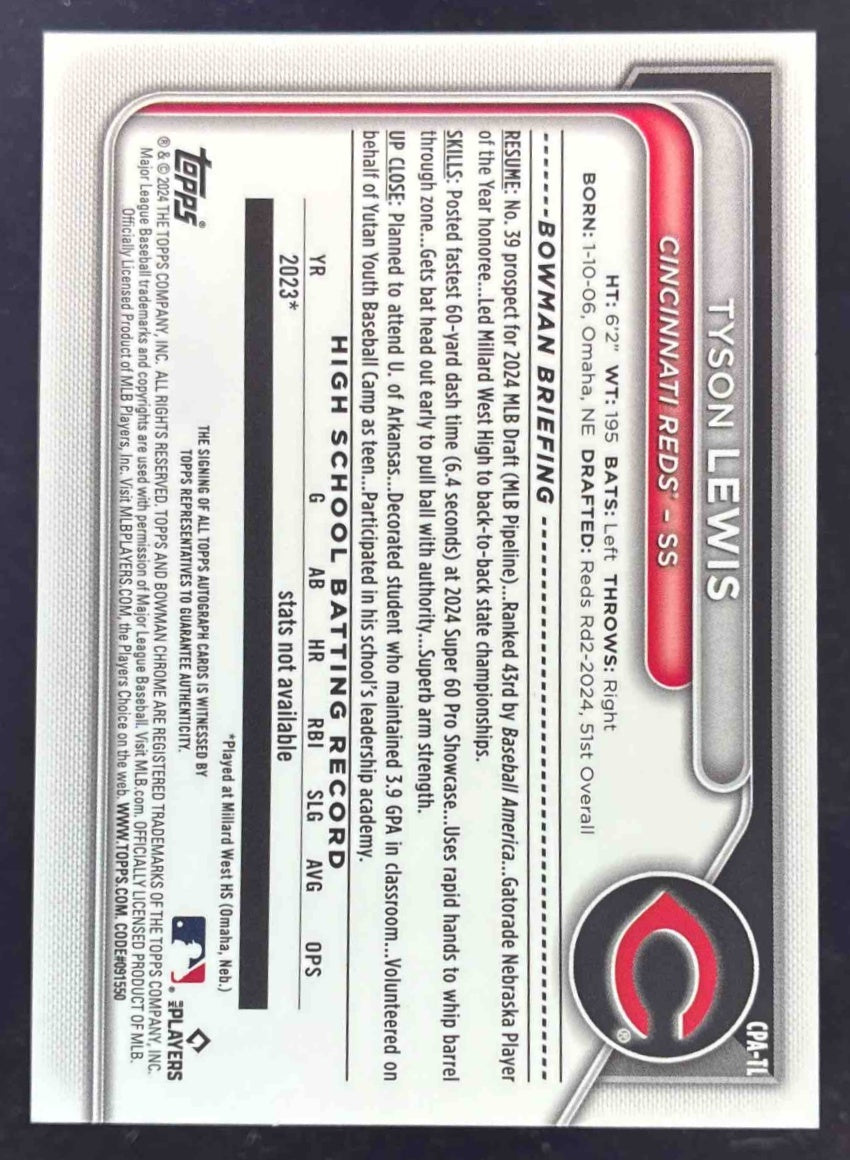 CPA-TL
TYSON LEWIS
CINCINNATI REDS® - SS
HT: 6'2" WT: 195 BATS: Left THROWS: Right
BORN: 1-10-06, Omaha, NE DRAFTED: Reds Rd2-2024, 51st Overall
BOWMAN BRIEFING
RESUME: No. 39 prospect for 2024 MLB Draft (MLB Pipeline)...Ranked 43rd by Baseball America...Gatorade Nebraska Player
of the Year honoree...Led Millard West High to back-to-back state championships.
SKILLS: Posted fastest 60-yard dash time (6.4 seconds) at 2024 Super 60 Pro Showcase...Uses rapid hands to whip barrel
through zone...Gets bat head out early to pull ball with authority...Superb arm strength.
UP CLOSE: Planned to attend U. of Arkansas...Decorated student who maintained 3.9 GPA in classroom...Volunteered on
behalf of Yutan Youth Baseball Camp as teen...Participated in his school's leadership academy.
HIGH SCHOOL BATTING RECORD
YR G AB HR RBI SLG AVG OPS
2023* stats not available
*Played at Millard West HS (Omaha, Neb.)
topps®
THE SIGNING OF ALL TOPPS AUTOGRAPH CARDS IS WITNESSED BY
TOPPS REPRESENTATIVES TO GUARANTEE AUTHENTICITY.
MLB PLAYERS
® & © 2024 THE TOPPS COMPANY, INC. ALL RIGHTS RESERVED. TOPPS AND BOWMAN CHROME ARE REGISTERED TRADEMARKS OF THE TOPPS COMPANY, INC.
Major League Baseball trademarks and copyrights are used with permission of Major League Baseball. Visit MLB.com. OFFICIALLY LICENSED PRODUCT OF MLB.
Officially Licensed Product of MLB Players, Inc. Visit MLBPLAYERS.COM, the Players Choice on the web. WWW.TOPPS.COM. CODE#091550